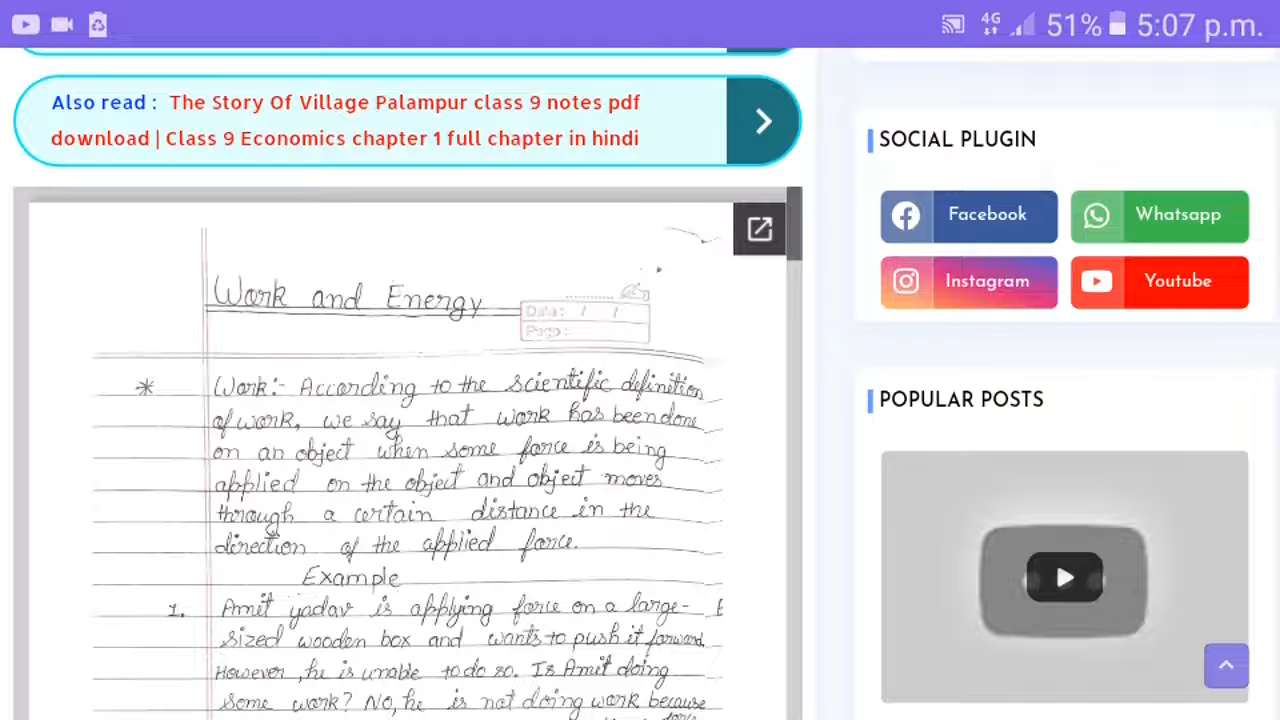 4G 51% 5:07 p.m.
Also read : The Story Of Village Palampur class 9 notes pdf
download | Class 9 Economics chapter 1 full chapter in hindi
Work and Energy
Date: / /
Page:
* Work:- According to the scientific definition
of work, we say that work has been done
on an object when some force is being
applied on the object and object moves
through a certain distance in the
direction of the applied force.
Example
1. Amit yadav is applying force on a large-
sized wooden box and wants to push it forward.
However, he is unable to do so. Is Amit doing
some work? No, he is not doing work because
force
SOCIAL PLUGIN
Facebook
Whatsapp
Instagram
Youtube
POPULAR POSTS